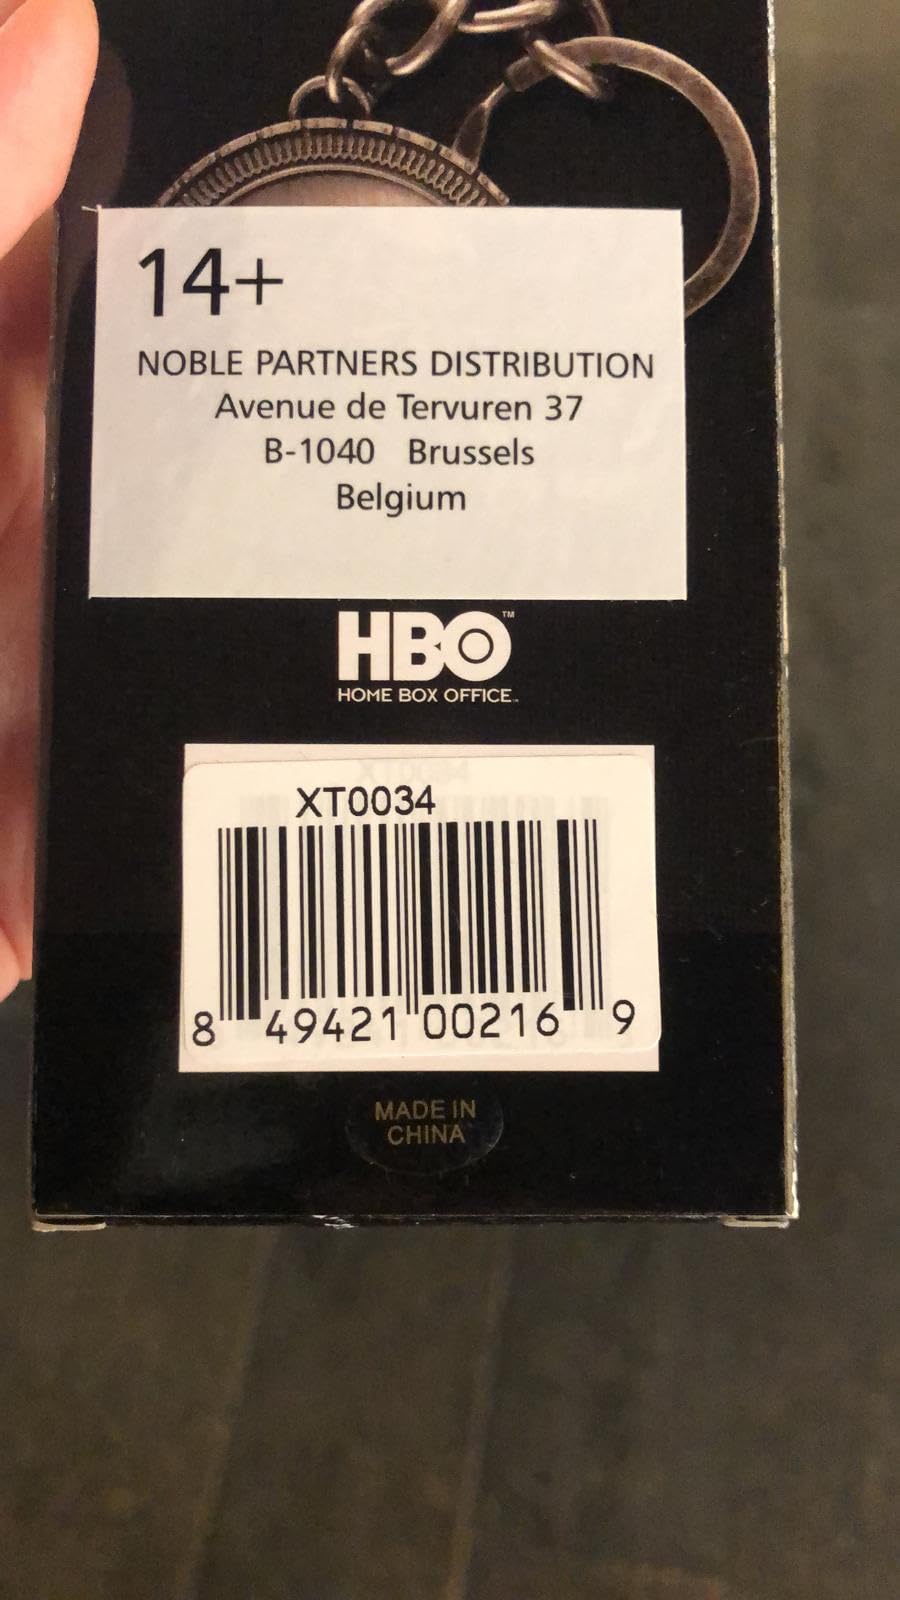 14+
NOBLE PARTNERS DISTRIBUTION
Avenue de Tervuren 37
B-1040 Brussels
Belgium
HBO™
HOME BOX OFFICE
XT0034
8 49421 00216 9
MADE IN
CHINA